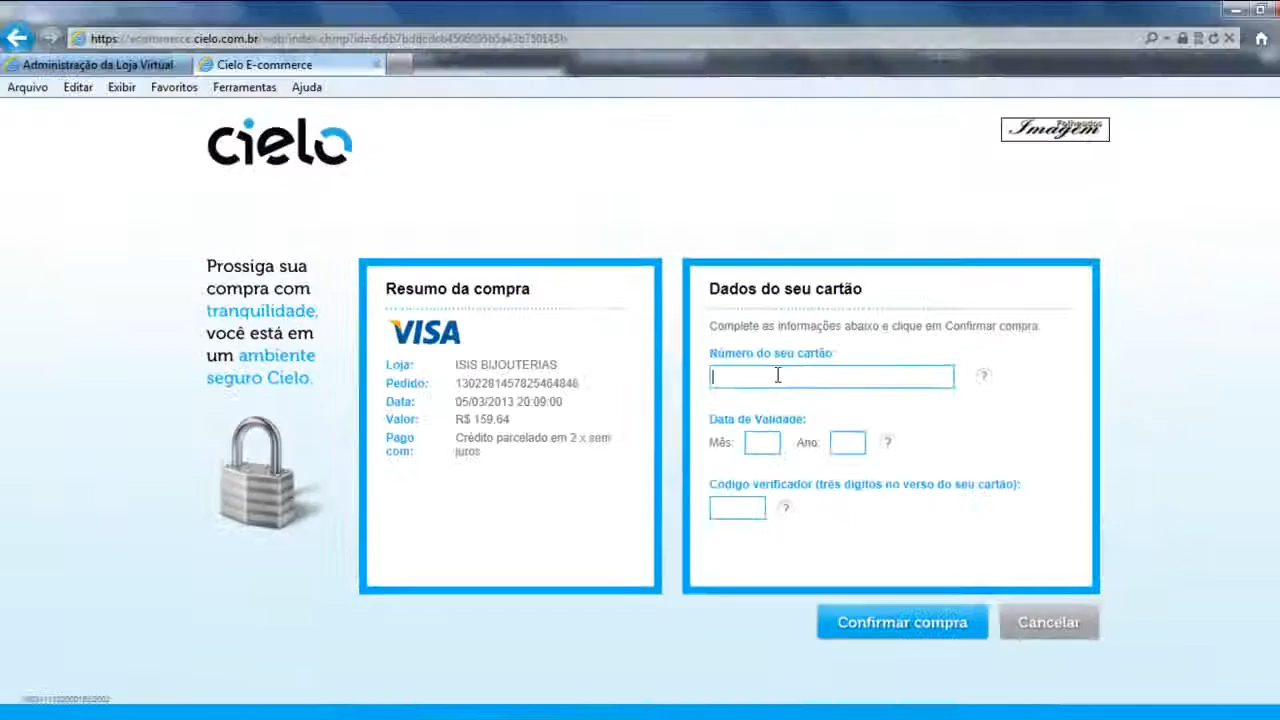 Administração da Loja Virtual
Cielo E-commerce
Arquivo Editar Exibir Favoritos Ferramentas Ajuda
cielo
Folheados
Imagem
Prossiga sua
compra com
tranquilidade,
você está em
um ambiente
seguro Cielo.
Resumo da compra
VISA
Loja: ISIS BIJOUTERIAS
Pedido: 1302281457825464846
Data: 05/03/2013 20:09:00
Valor: R$ 159.64
Pago Crédito parcelado em 2 x sem
com: juros
Dados do seu cartão
Complete as informações abaixo e clique em Confirmar compra.
Número do seu cartão:
?
Data de Validade:
Mês: Ano: ?
Código verificador (três dígitos no verso do seu cartão):
?
Confirmar compra Cancelar